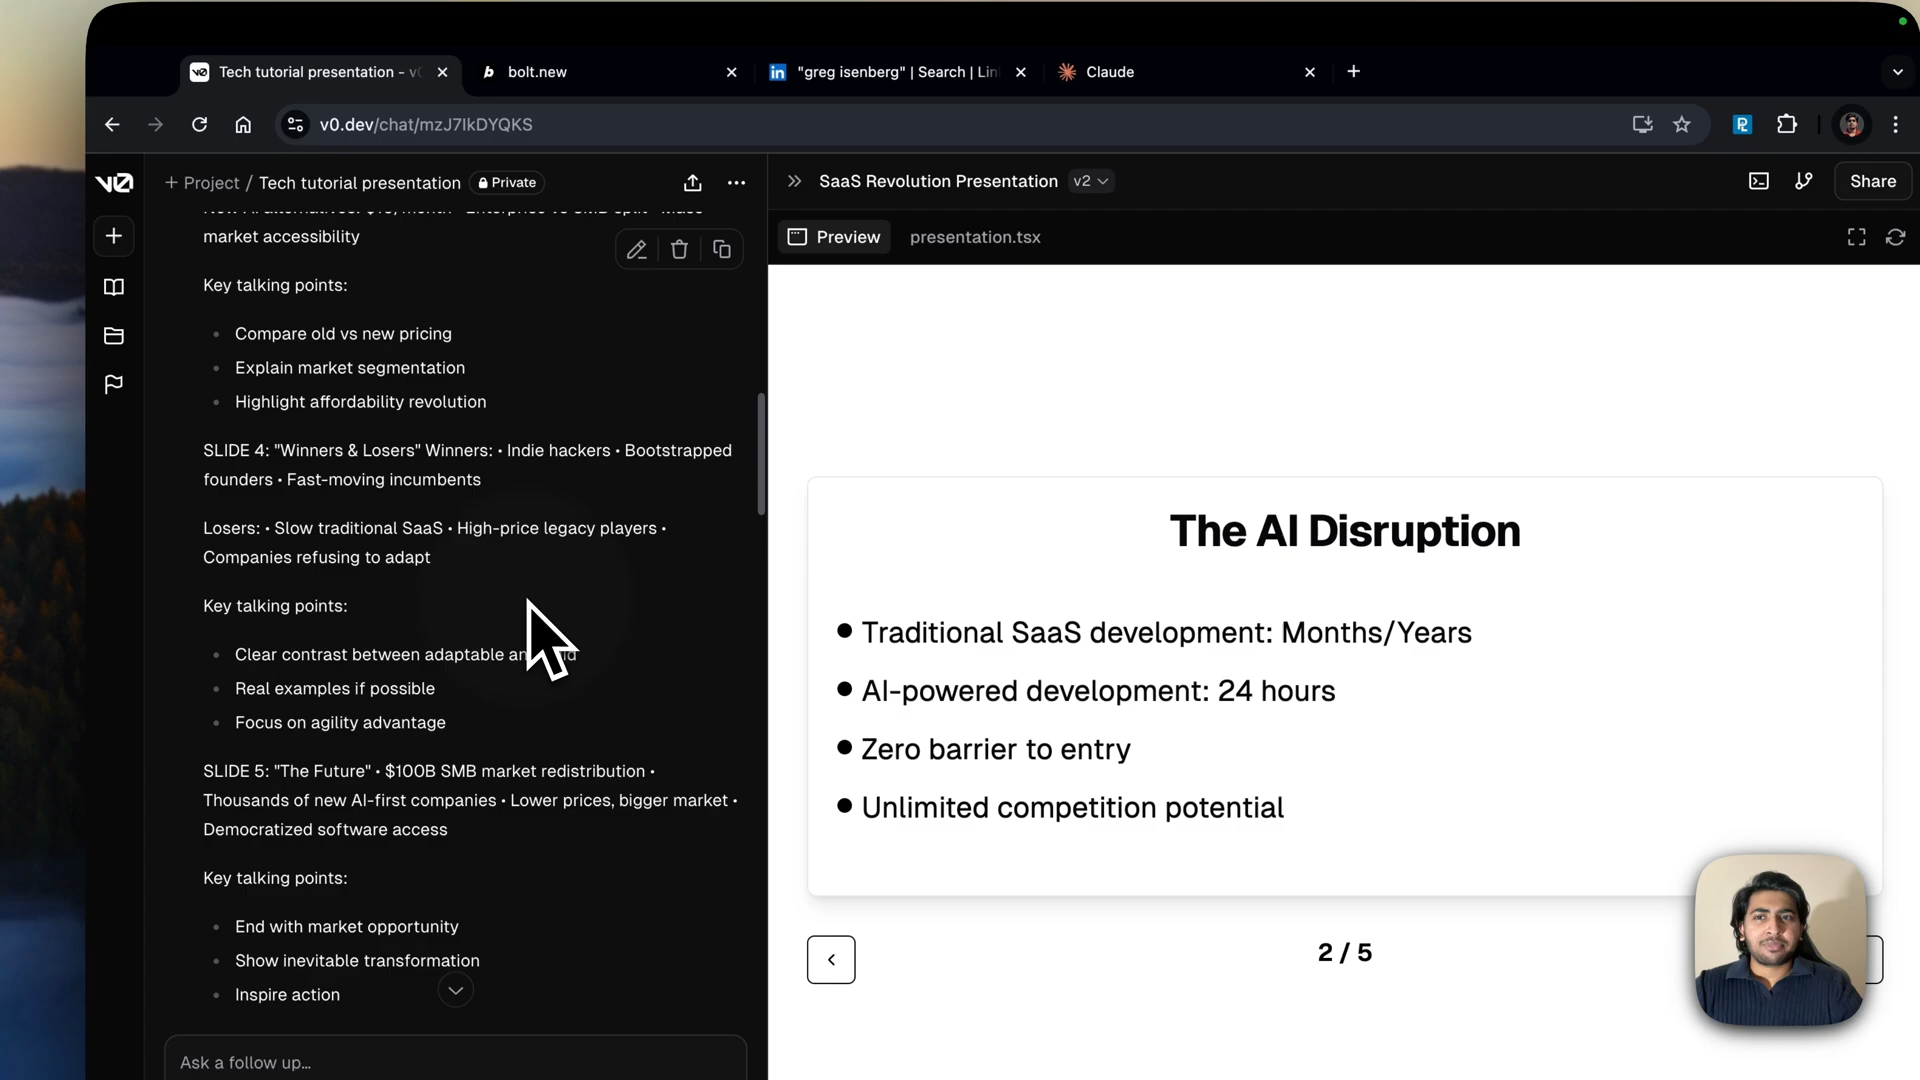 Tech tutorial presentation - v
bolt.new
"greg isenberg" | Search | Lin
Claude
v0.dev/chat/mzJ7IkDYQKS
Project / Tech tutorial presentation
Private
SaaS Revolution Presentation
v2
Share
Preview
presentation.tsx
market accessibility
Key talking points:
• Compare old vs new pricing
• Explain market segmentation
• Highlight affordability revolution
SLIDE 4: "Winners & Losers" Winners: • Indie hackers • Bootstrapped
founders • Fast-moving incumbents
Losers: • Slow traditional SaaS • High-price legacy players •
Companies refusing to adapt
Key talking points:
• Clear contrast between adaptable
• Real examples if possible
• Focus on agility advantage
SLIDE 5: "The Future" • $100B SMB market redistribution •
Thousands of new AI-first companies • Lower prices, bigger market •
Democratized software access
Key talking points:
• End with market opportunity
• Show inevitable transformation
• Inspire action
Ask a follow up...
The AI Disruption
• Traditional SaaS development: Months/Years
• AI-powered development: 24 hours
• Zero barrier to entry
• Unlimited competition potential
2 / 5